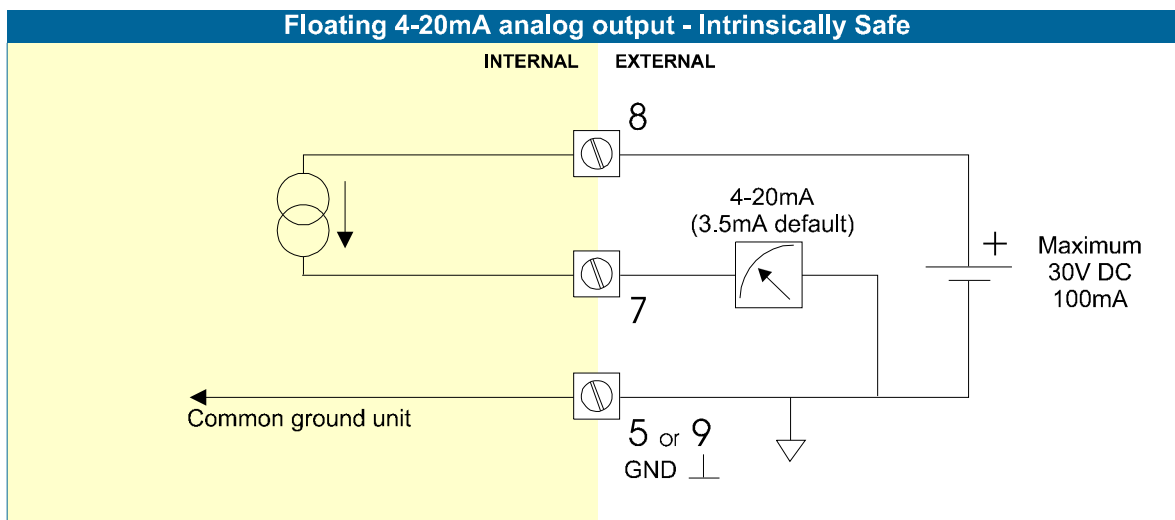 Floating 4-20mA analog output - Intrinsically Safe
INTERNAL EXTERNAL
8
4-20mA
(3.5mA default)
+
Maximum
30V DC
100mA
7
Common ground unit
5 or 9
GND